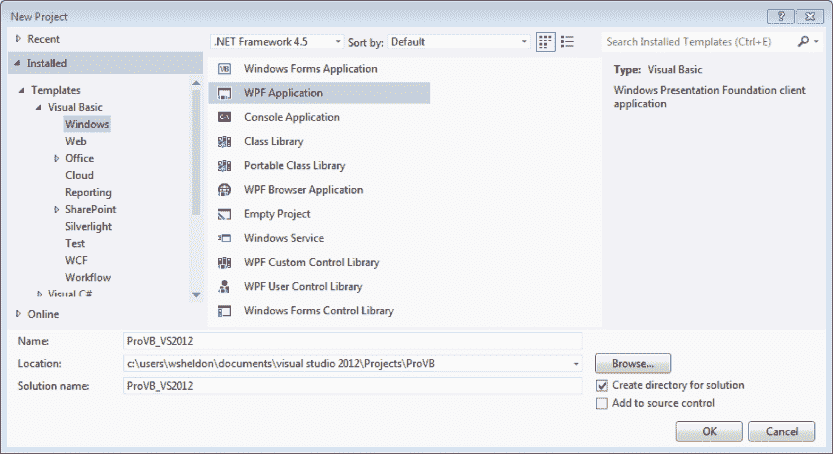 New Project
Recent
.NET Framework 4.5 Sort by: Default
Search Installed Templates (Ctrl+E)
Installed
Templates
Visual Basic
Windows
Web
Office
Cloud
Reporting
SharePoint
Silverlight
Test
WCF
Workflow
Visual C#
Online
VB Windows Forms Application
WPF Application
C:\ Console Application
Class Library
Portable Class Library
WPF Browser Application
Empty Project
Windows Service
WPF Custom Control Library
WPF User Control Library
Windows Forms Control Library
Type: Visual Basic
Windows Presentation Foundation client
application
Name: ProVB_VS2012
Location: c:\users\wsheldon\documents\visual studio 2012\Projects\ProVB
Browse...
Solution name: ProVB_VS2012
Create directory for solution
Add to source control
OK Cancel